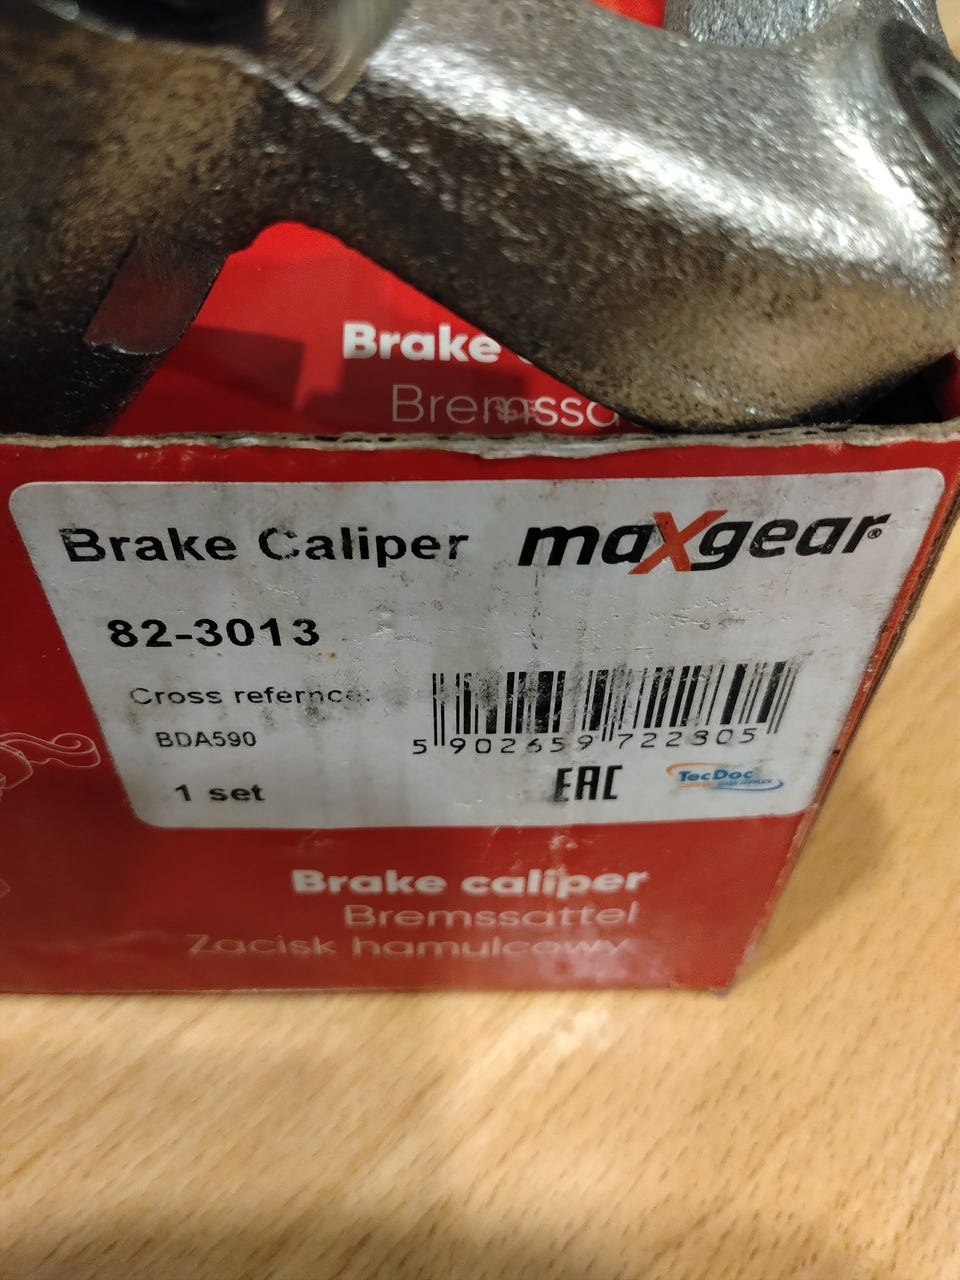 Brake
Bremssa
Brake Caliper maXgear®
82-3013
Cross refernce:
BDA590
5 902659 722305
1 set
EAC TecDoc
Brake caliper
Bremssattel
Zacisk hamulcowy